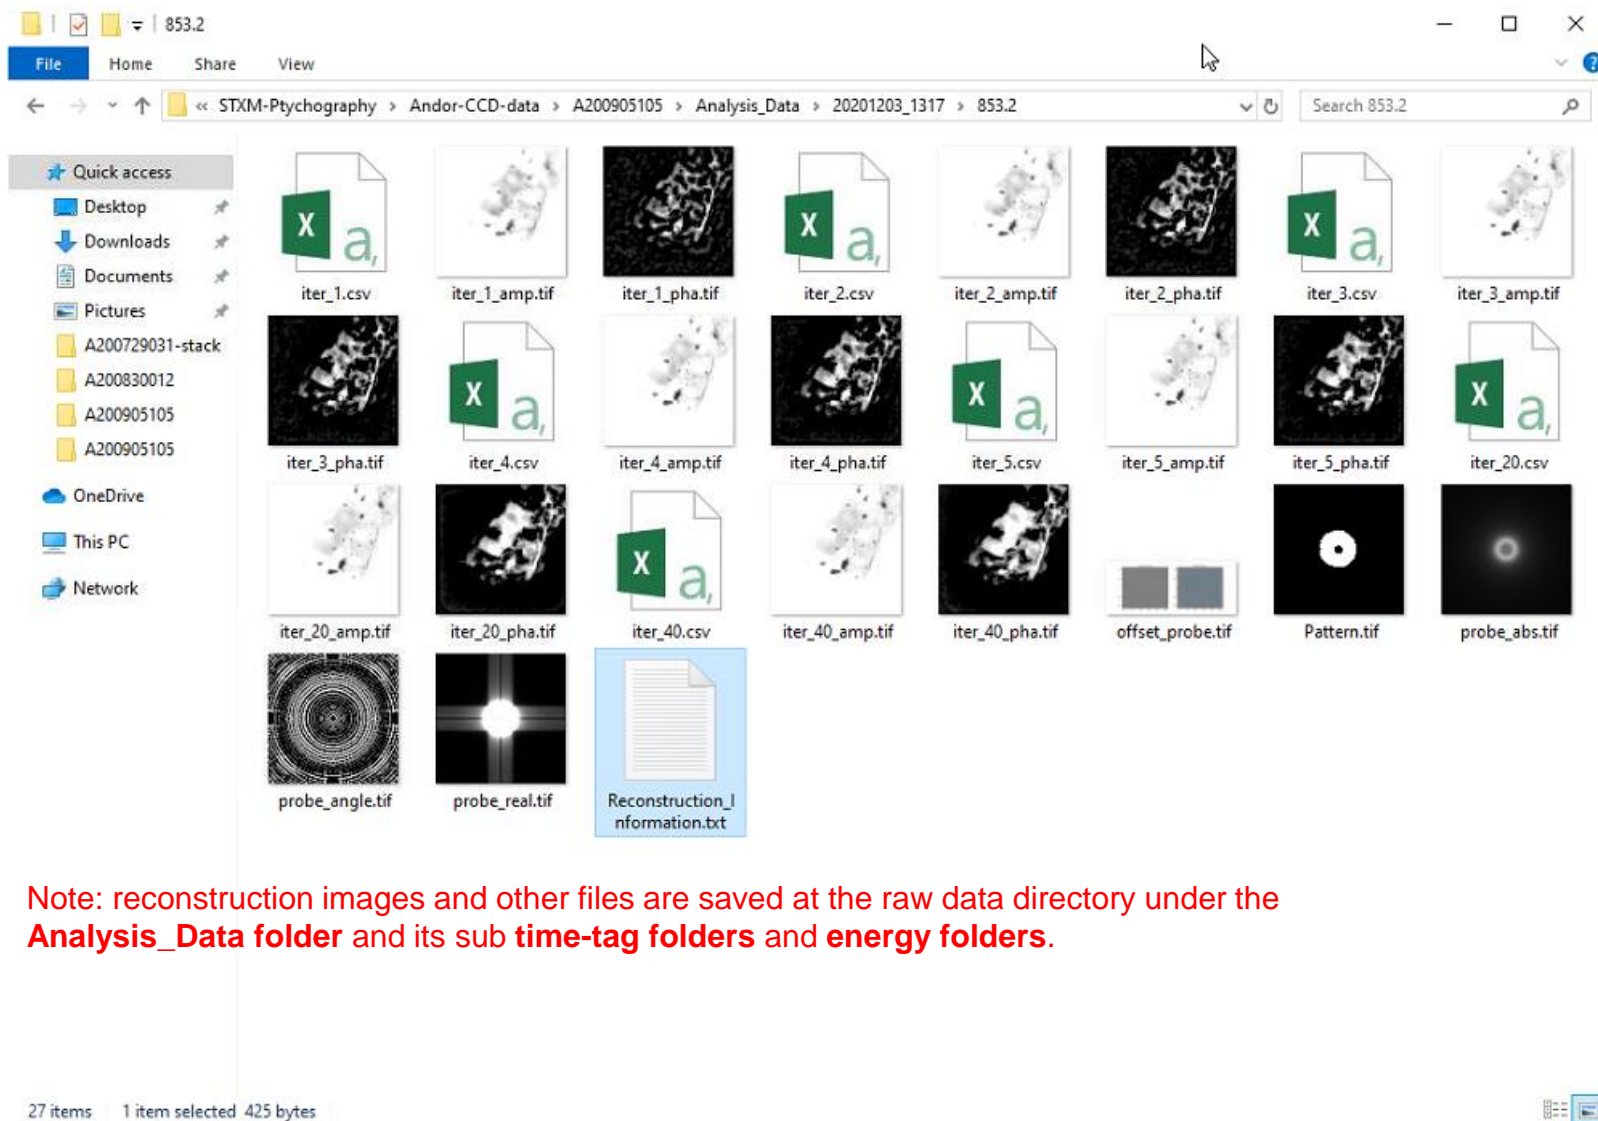 853.2
File Home Share View
« STXM-Ptychography › Andor-CCD-data › A200905105 › Analysis_Data › 20201203_1317 › 853.2
Search 853.2
Quick access
Desktop
Downloads
Documents
Pictures
A200729031-stack
A200830012
A200905105
A200905105
OneDrive
This PC
Network
iter_1.csv iter_1_amp.tif iter_1_pha.tif iter_2.csv iter_2_amp.tif iter_2_pha.tif iter_3.csv iter_3_amp.tif
iter_3_pha.tif iter_4.csv iter_4_amp.tif iter_4_pha.tif iter_5.csv iter_5_amp.tif iter_5_pha.tif iter_20.csv
iter_20_amp.tif iter_20_pha.tif iter_40.csv iter_40_amp.tif iter_40_pha.tif offset_probe.tif Pattern.tif probe_abs.tif
probe_angle.tif probe_real.tif Reconstruction_I
nformation.txt
Note: reconstruction images and other files are saved at the raw data directory under the
Analysis_Data folder and its sub time-tag folders and energy folders.
27 items 1 item selected 425 bytes